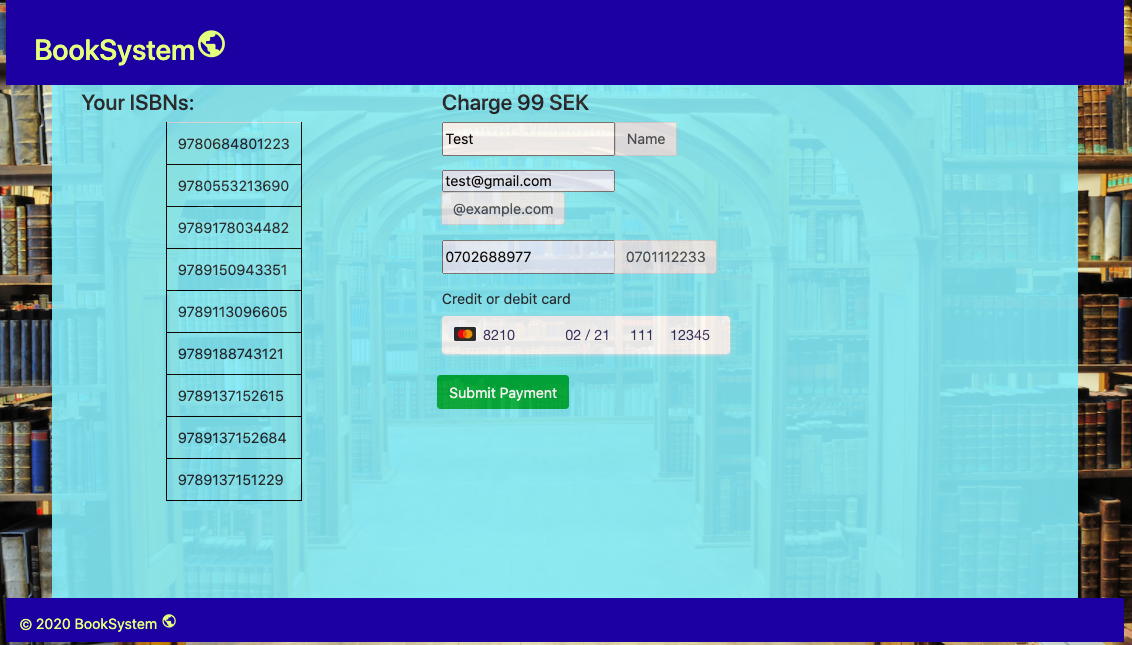 BookSystem
Your ISBNs:
9780684801223
9780553213690
9789178034482
9789150943351
9789113096605
9789188743121
9789137152615
9789137152684
9789137151229
Charge 99 SEK
Test Name
test@gmail.com
@example.com
0702688977 0701112233
Credit or debit card
8210 02 / 21 111 12345
Submit Payment
© 2020 BookSystem